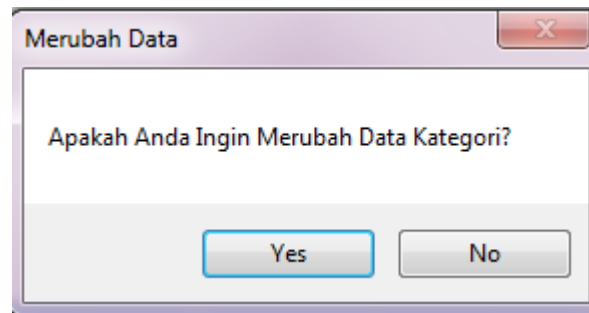 Merubah Data
Apakah Anda Ingin Merubah Data Kategori?
Yes
No